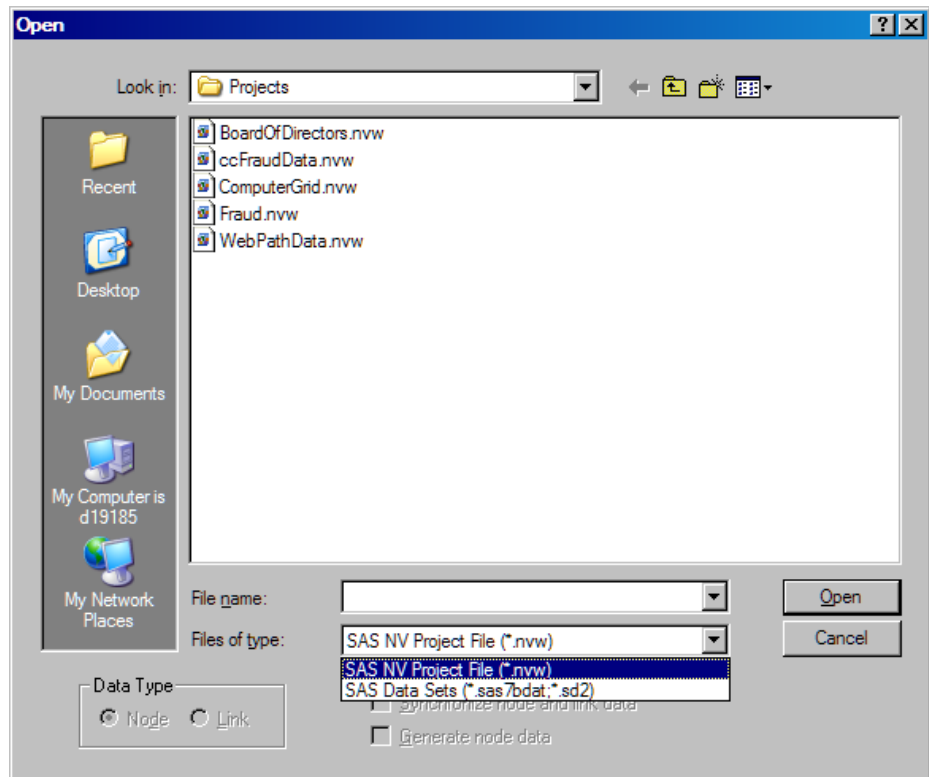 Open
Look in:
Projects
Recent
Desktop
My Documents
My Computer is
d19185
My Network
Places
BoardOfDirectors.nvw
ccFraudData.nvw
ComputerGrid.nvw
Fraud.nvw
WebPathData.nvw
File name:
Open
Files of type:
SAS NV Project File (*.nvw)
Cancel
SAS NV Project File (*.nvw)
SAS Data Sets (*.sas7bdat;*.sd2)
Data Type
Node
Link
Synchronize node and link data
Generate node data